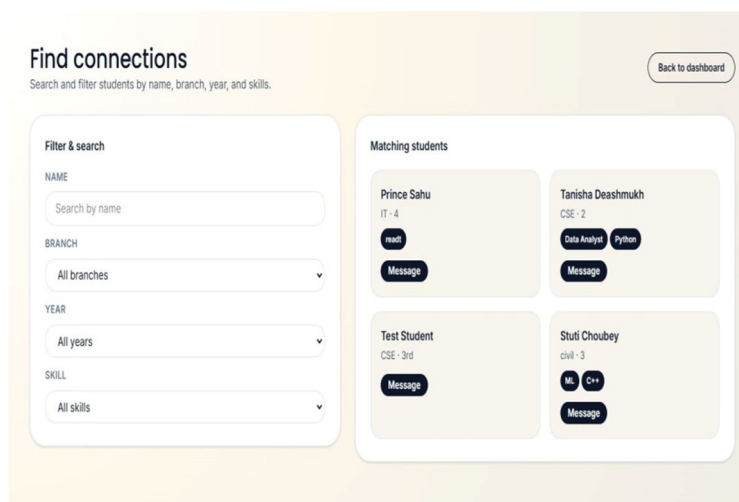 Find connections
Search and filter students by name, branch, year, and skills.
Back to dashboard
Filter & search
NAME
Search by name
BRANCH
All branches
YEAR
All years
SKILL
All skills
Matching students
Prince Sahu
IT · 4
readt
Message
Tanisha Deashmukh
CSE · 2
Data Analyst Python
Message
Test Student
CSE · 3rd
Message
Stuti Choubey
civil · 3
ML C++
Message